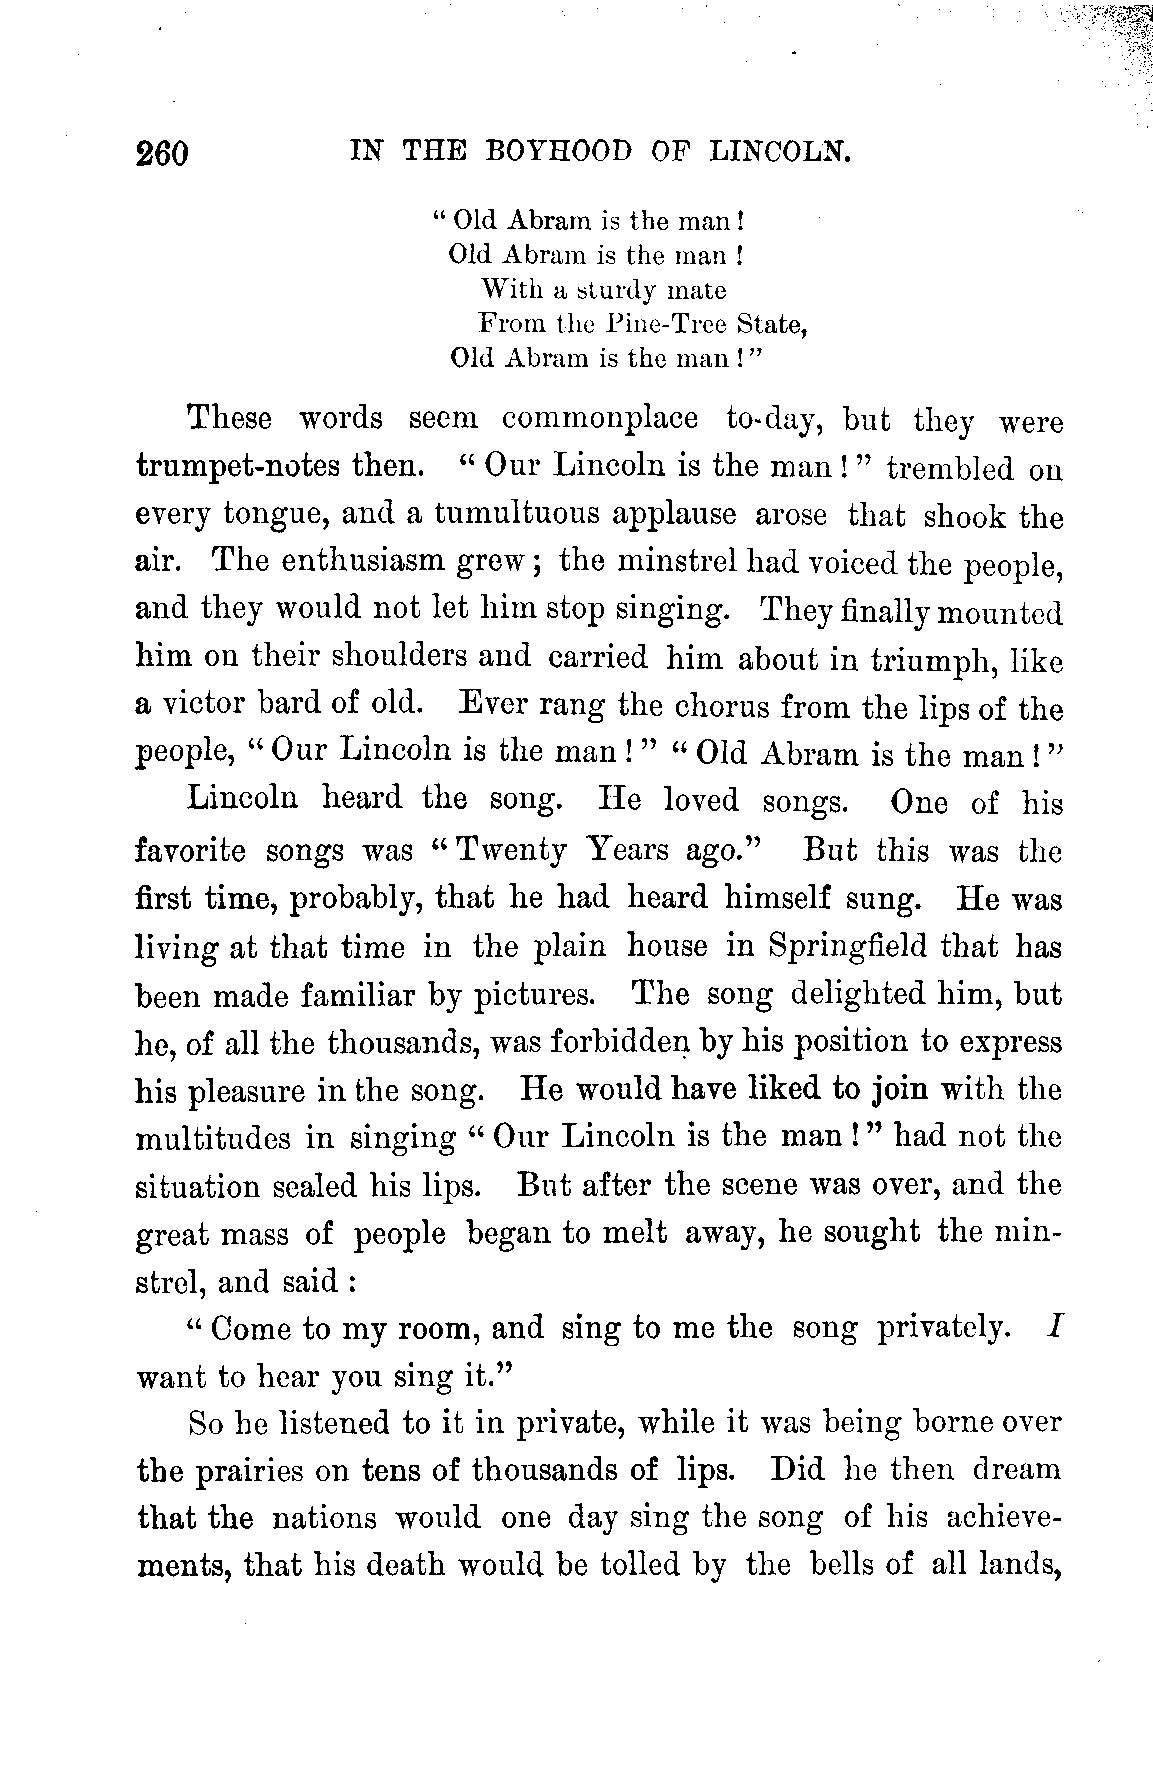 260 IN THE BOYHOOD OF LINCOLN.
“ Old Abram is the man !
Old Abram is the man !
With a sturdy mate
From the Pine-Tree State,
Old Abram is the man ! ”
These words seem commonplace to-day, but they were
trumpet-notes then. “ Our Lincoln is the man ! ” trembled on
every tongue, and a tumultuous applause arose that shook the
air. The enthusiasm grew ; the minstrel had voiced the people,
and they would not let him stop singing. They finally mounted
him on their shoulders and carried him about in triumph, like
a victor bard of old. Ever rang the chorus from the lips of the
people, “ Our Lincoln is the man ! ” “ Old Abram is the man ! ”
Lincoln heard the song. He loved songs. One of his
favorite songs was “ Twenty Years ago.” But this was the
first time, probably, that he had heard himself sung. He was
living at that time in the plain house in Springfield that has
been made familiar by pictures. The song delighted him, but
he, of all the thousands, was forbidden by his position to express
his pleasure in the song. He would have liked to join with the
multitudes in singing “ Our Lincoln is the man ! ” had not the
situation sealed his lips. But after the scene was over, and the
great mass of people began to melt away, he sought the min-
strel, and said :
“ Come to my room, and sing to me the song privately. I
want to hear you sing it.”
So he listened to it in private, while it was being borne over
the prairies on tens of thousands of lips. Did he then dream
that the nations would one day sing the song of his achieve-
ments, that his death would be tolled by the bells of all lands,